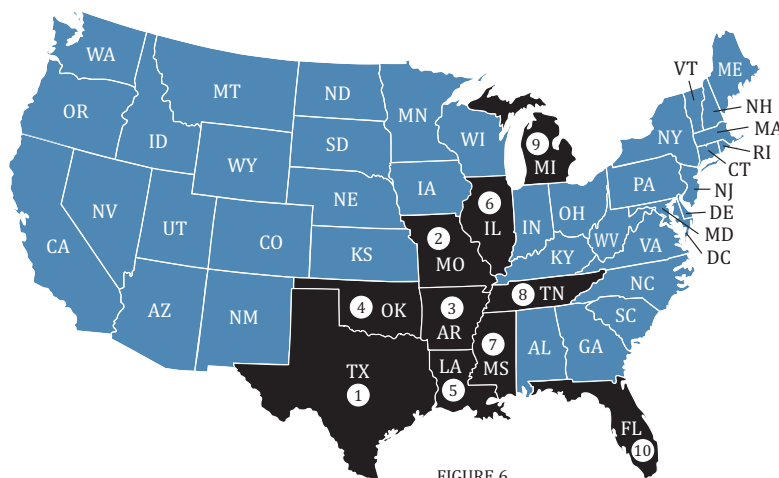 WA
OR
CA
ID
NV
MT
WY
UT
AZ
CO
NM
ND
SD
NE
KS
4 OK
TX
1
MN
IA
2
MO
3
AR
LA
5
WI
6
IL
7
MS
9
MI
IN
OH
KY
8 TN
AL
GA
FL
10
SC
NC
VA
WV
PA
NY
VT
ME
NH
MA
RI
CT
NJ
DE
MD
DC
FIGURE 6